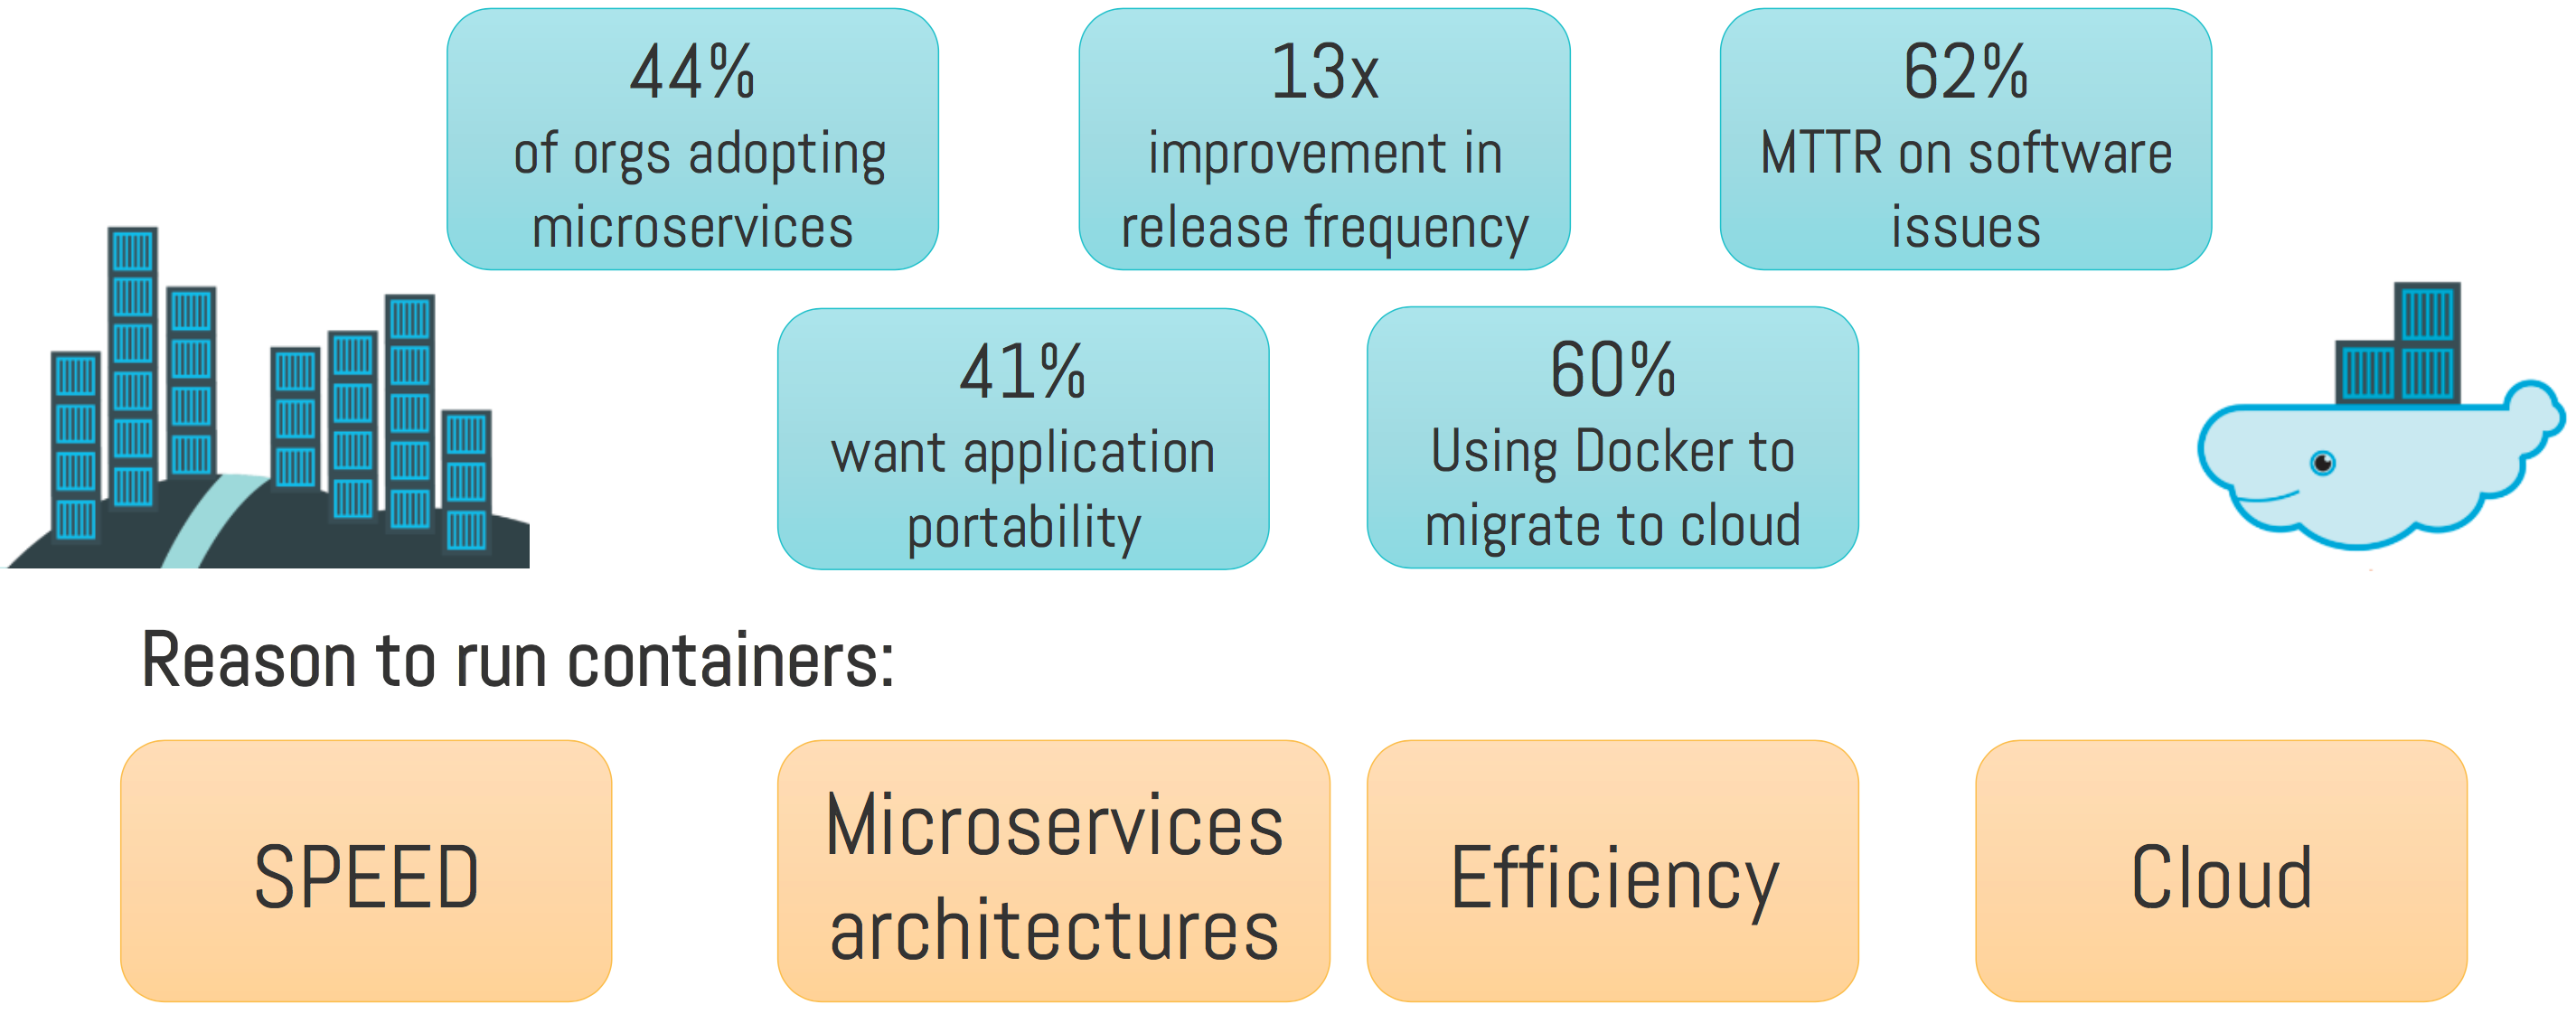 44%
of orgs adopting
microservices
13x
improvement in
release frequency
62%
MTTR on software
issues
41%
want application
portability
60%
Using Docker to
migrate to cloud
Reason to run containers:
SPEED
Microservices
architectures
Efficiency
Cloud